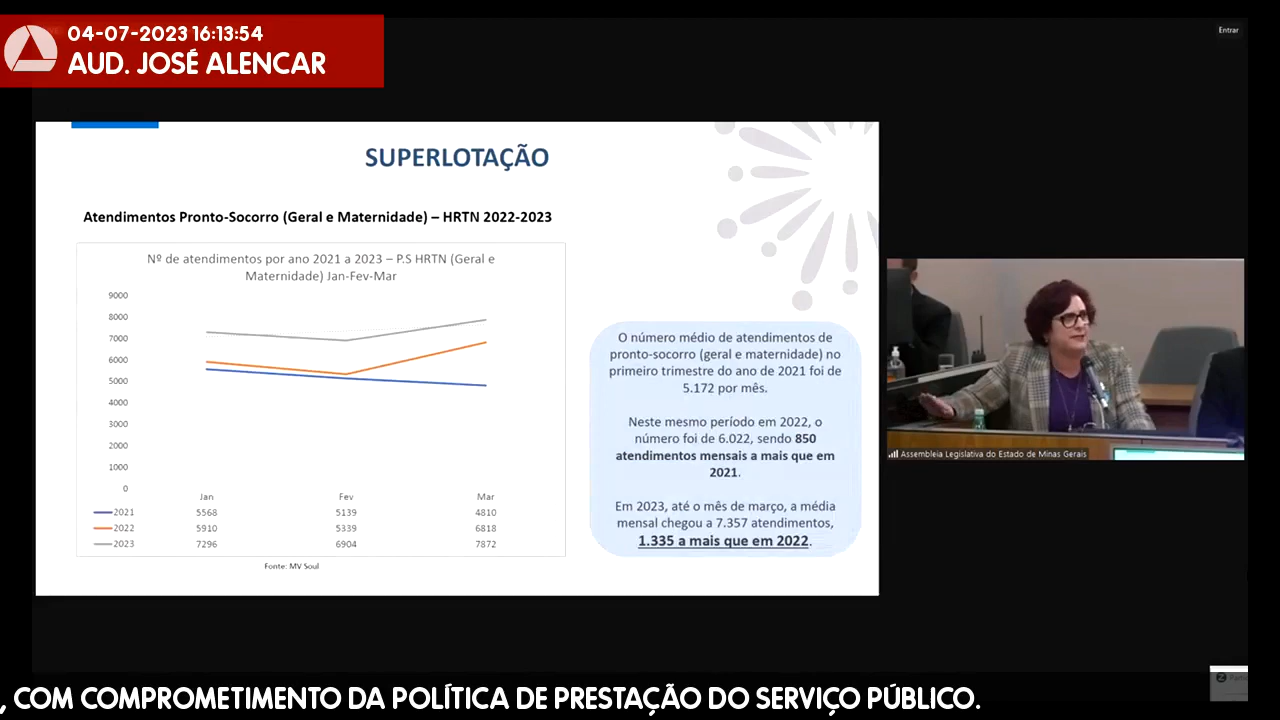 04-07-2023 16:13:54
AUD. JOSÉ ALENCAR
Entrar
SUPERLOTAÇÃO
Atendimentos Pronto-Socorro (Geral e Maternidade) – HRTN 2022-2023
Nº de atendimentos por ano 2021 a 2023 – P.S HRTN (Geral e
Maternidade) Jan-Fev-Mar
9000
8000
7000
6000
5000
4000
3000
2000
1000
0
Jan Fev Mar
2021 5568 5139 4810
2022 5910 5339 6818
2023 7296 6904 7872
Fonte: MV Soul
O número médio de atendimentos de
pronto-socorro (geral e maternidade) no
primeiro trimestre do ano de 2021 foi de
5.172 por mês.
Neste mesmo período em 2022, o
número foi de 6.022, sendo 850
atendimentos mensais a mais que em
2021.
Em 2023, até o mês de março, a média
mensal chegou a 7.357 atendimentos,
1.335 a mais que em 2022.
Assembleia Legislativa do Estado de Minas Gerais
, COM COMPROMETIMENTO DA POLÍTICA DE PRESTAÇÃO DO SERVIÇO PÚBLICO.